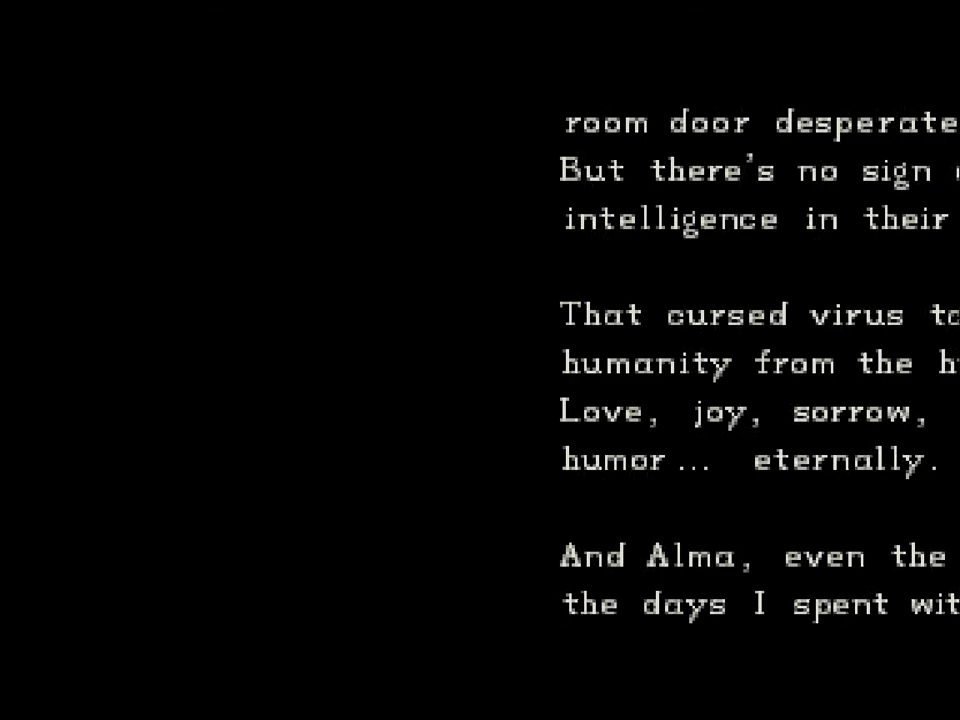 room door desperate
But there's no sign
intelligence in their
That cursed virus
humanity from the
Love, joy, sorrow,
humor... eternally.
And Alma, even the
the days I spent